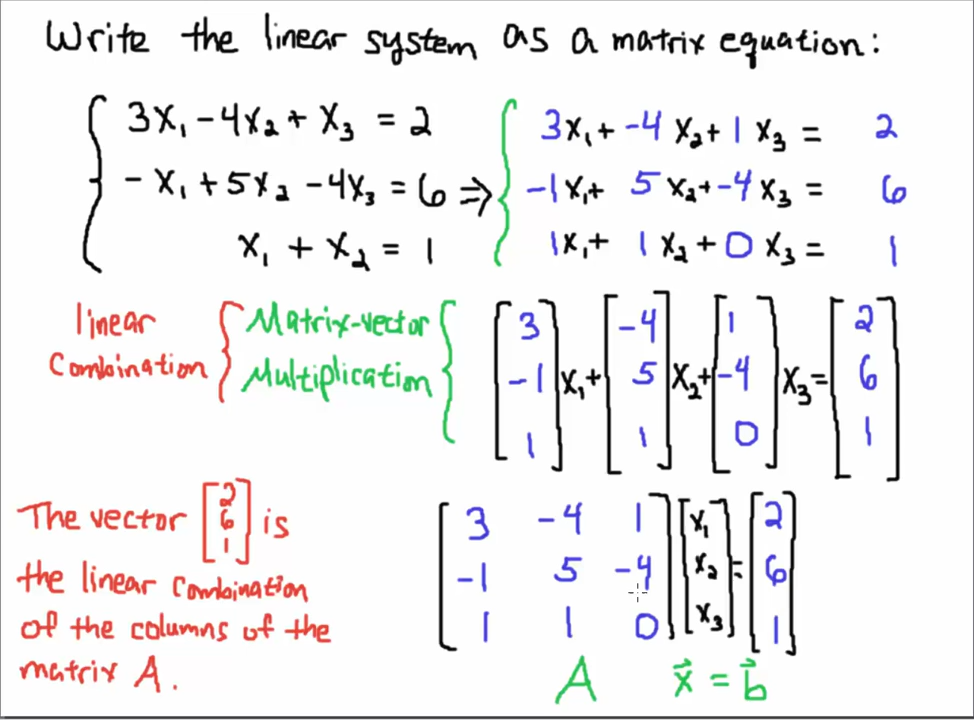 Write the linear system as a matrix equation:
3x₁ - 4x₂ + x₃ = 2
- x₁ + 5x₂ - 4x₃ = 6 ⇒
x₁ + x₂ = 1
3x₁ + -4 x₂ + 1 x₃ = 2
-1x₁ + 5 x₂ + -4 x₃ = 6
1x₁ + 1 x₂ + 0 x₃ = 1
linear
Combination
Matrix-vector
Multiplication
[3 -1 1] x₁ + [-4 5 1] x₂ + [1 -4 0] x₃ = [2 6 1]
The vector [2 6 1] is
the linear combination
of the columns of the
matrix A.
[3 -4 1] [x₁] [2]
[-1 5 -4] [x₂] = [6]
[1 1 0] [x₃] [1]
A x⃗ = b⃗